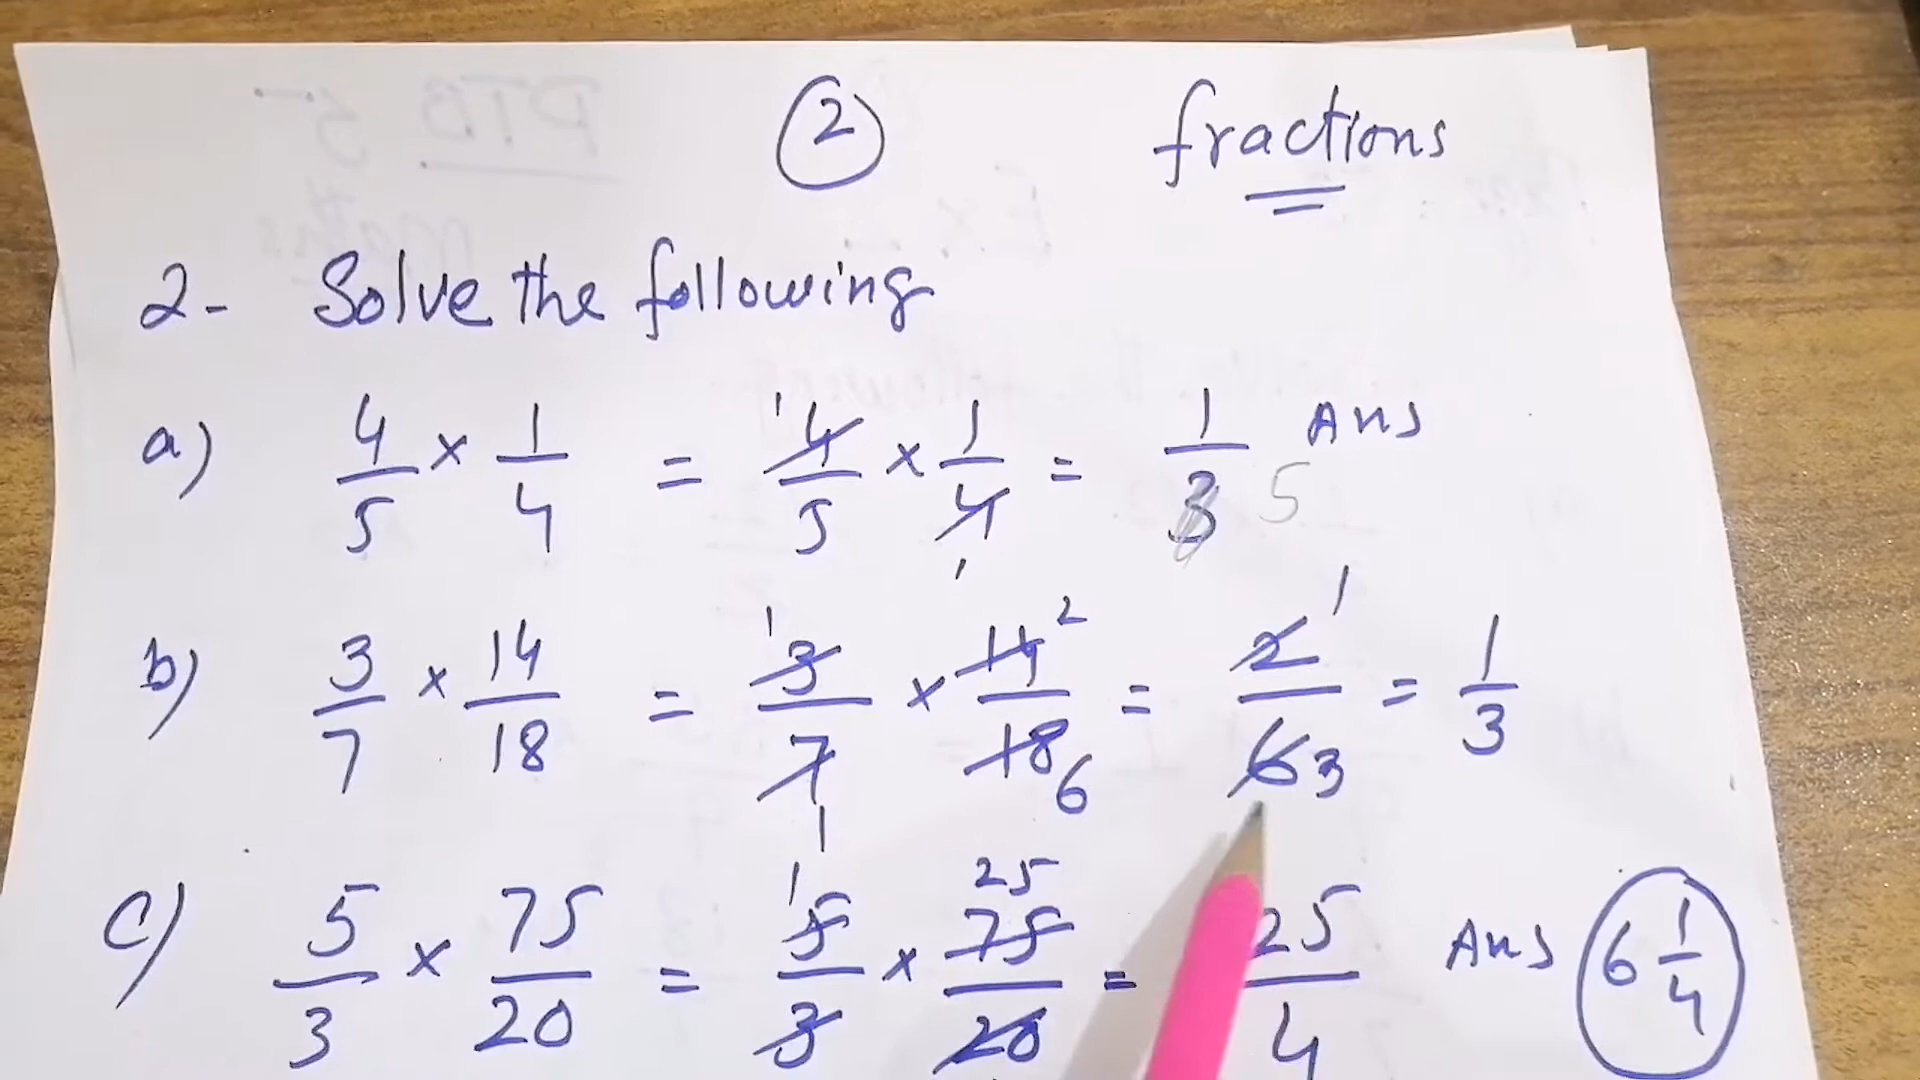 2 fractions
2- Solve the following
a) 4/5 × 1/4 = 4/5 × 1/4 = 1/3 5 Ans
b) 3/7 × 14/18 = 3/7 × 14/18 = 2/6 = 1/3
c) 5/3 × 75/20 = 5/3 × 75/20 = 25/4 Ans 6 1/4